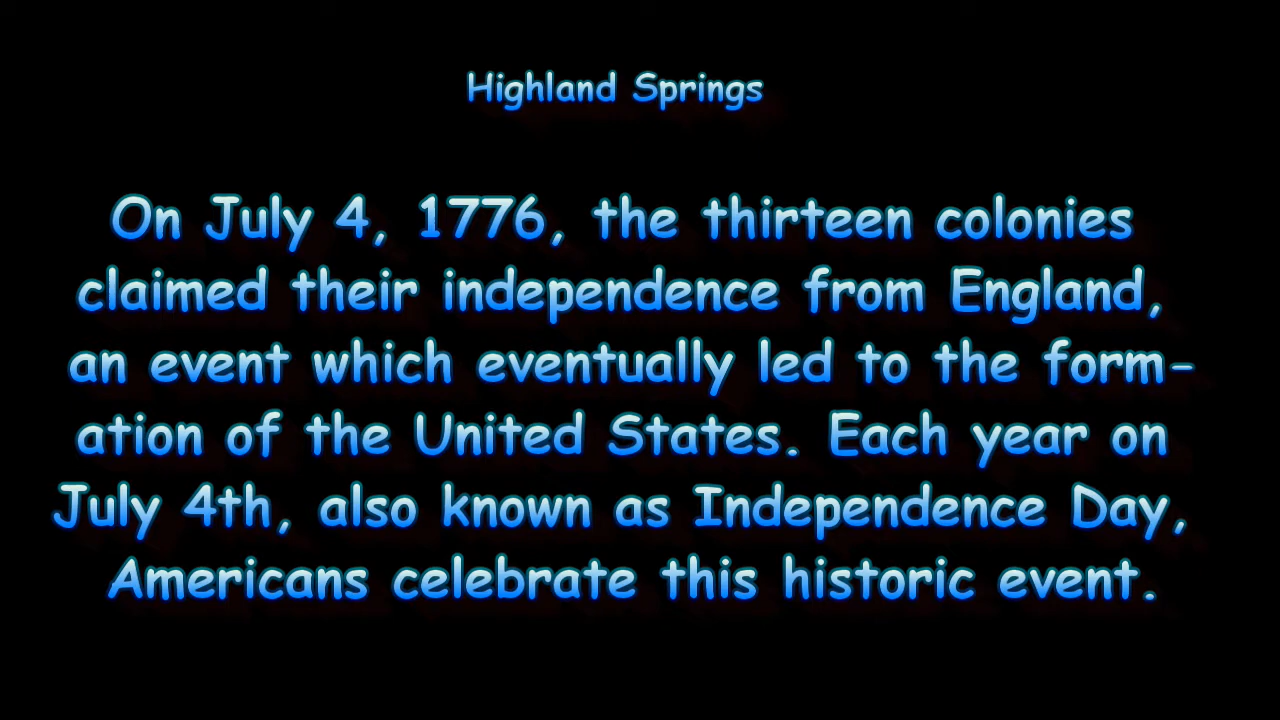 Highland Springs
On July 4, 1776, the thirteen colonies
claimed their independence from England,
an event which eventually led to the form-
ation of the United States. Each year on
July 4th, also known as Independence Day,
Americans celebrate this historic event.